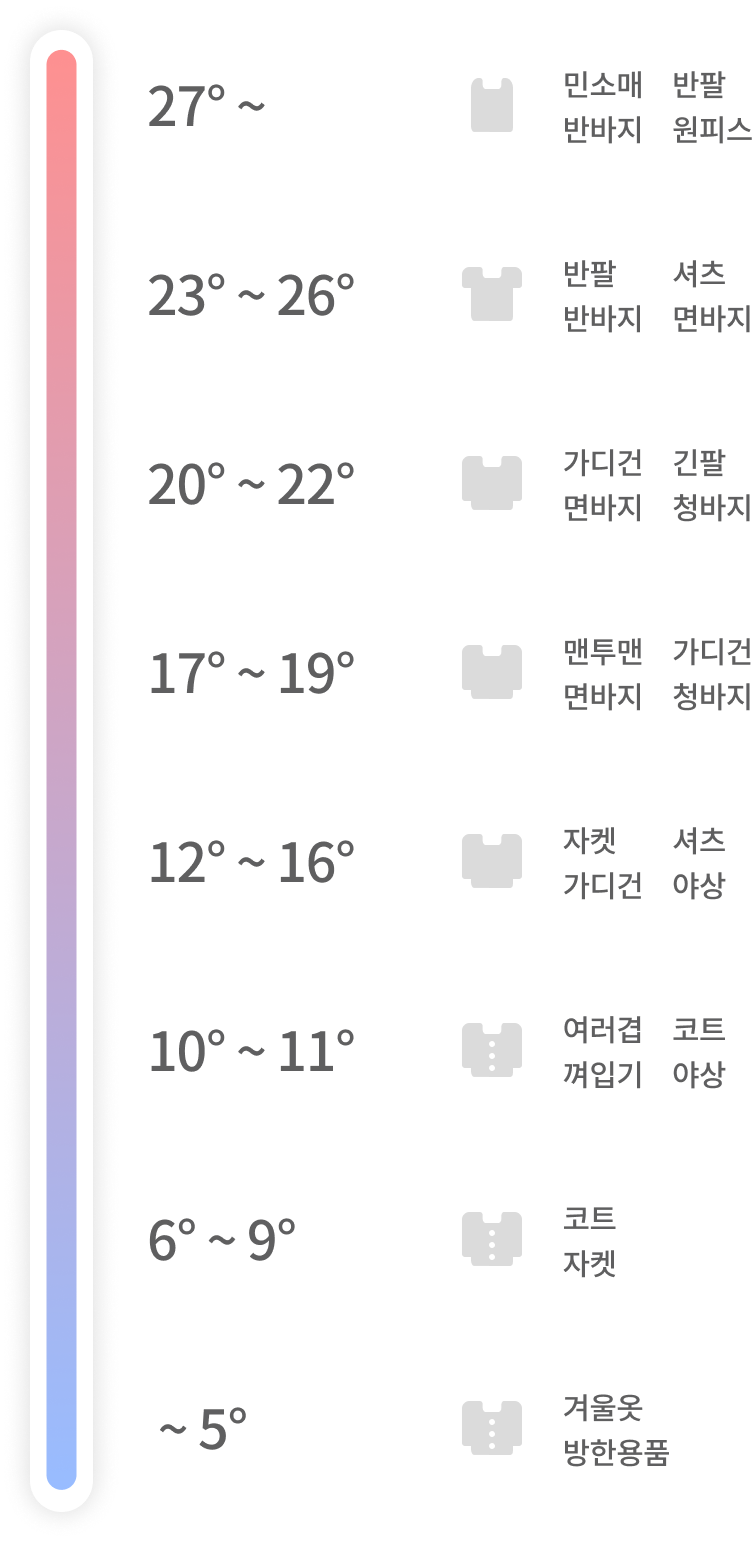 27° ~
민소매 반팔
반바지 원피스
23° ~ 26°
반팔 셔츠
반바지 면바지
20° ~ 22°
가디건 긴팔
면바지 청바지
17° ~ 19°
맨투맨 가디건
면바지 청바지
12° ~ 16°
자켓 셔츠
가디건 야상
10° ~ 11°
여러겹 코트
껴입기 야상
6° ~ 9°
코트
자켓
~ 5°
겨울옷
방한용품